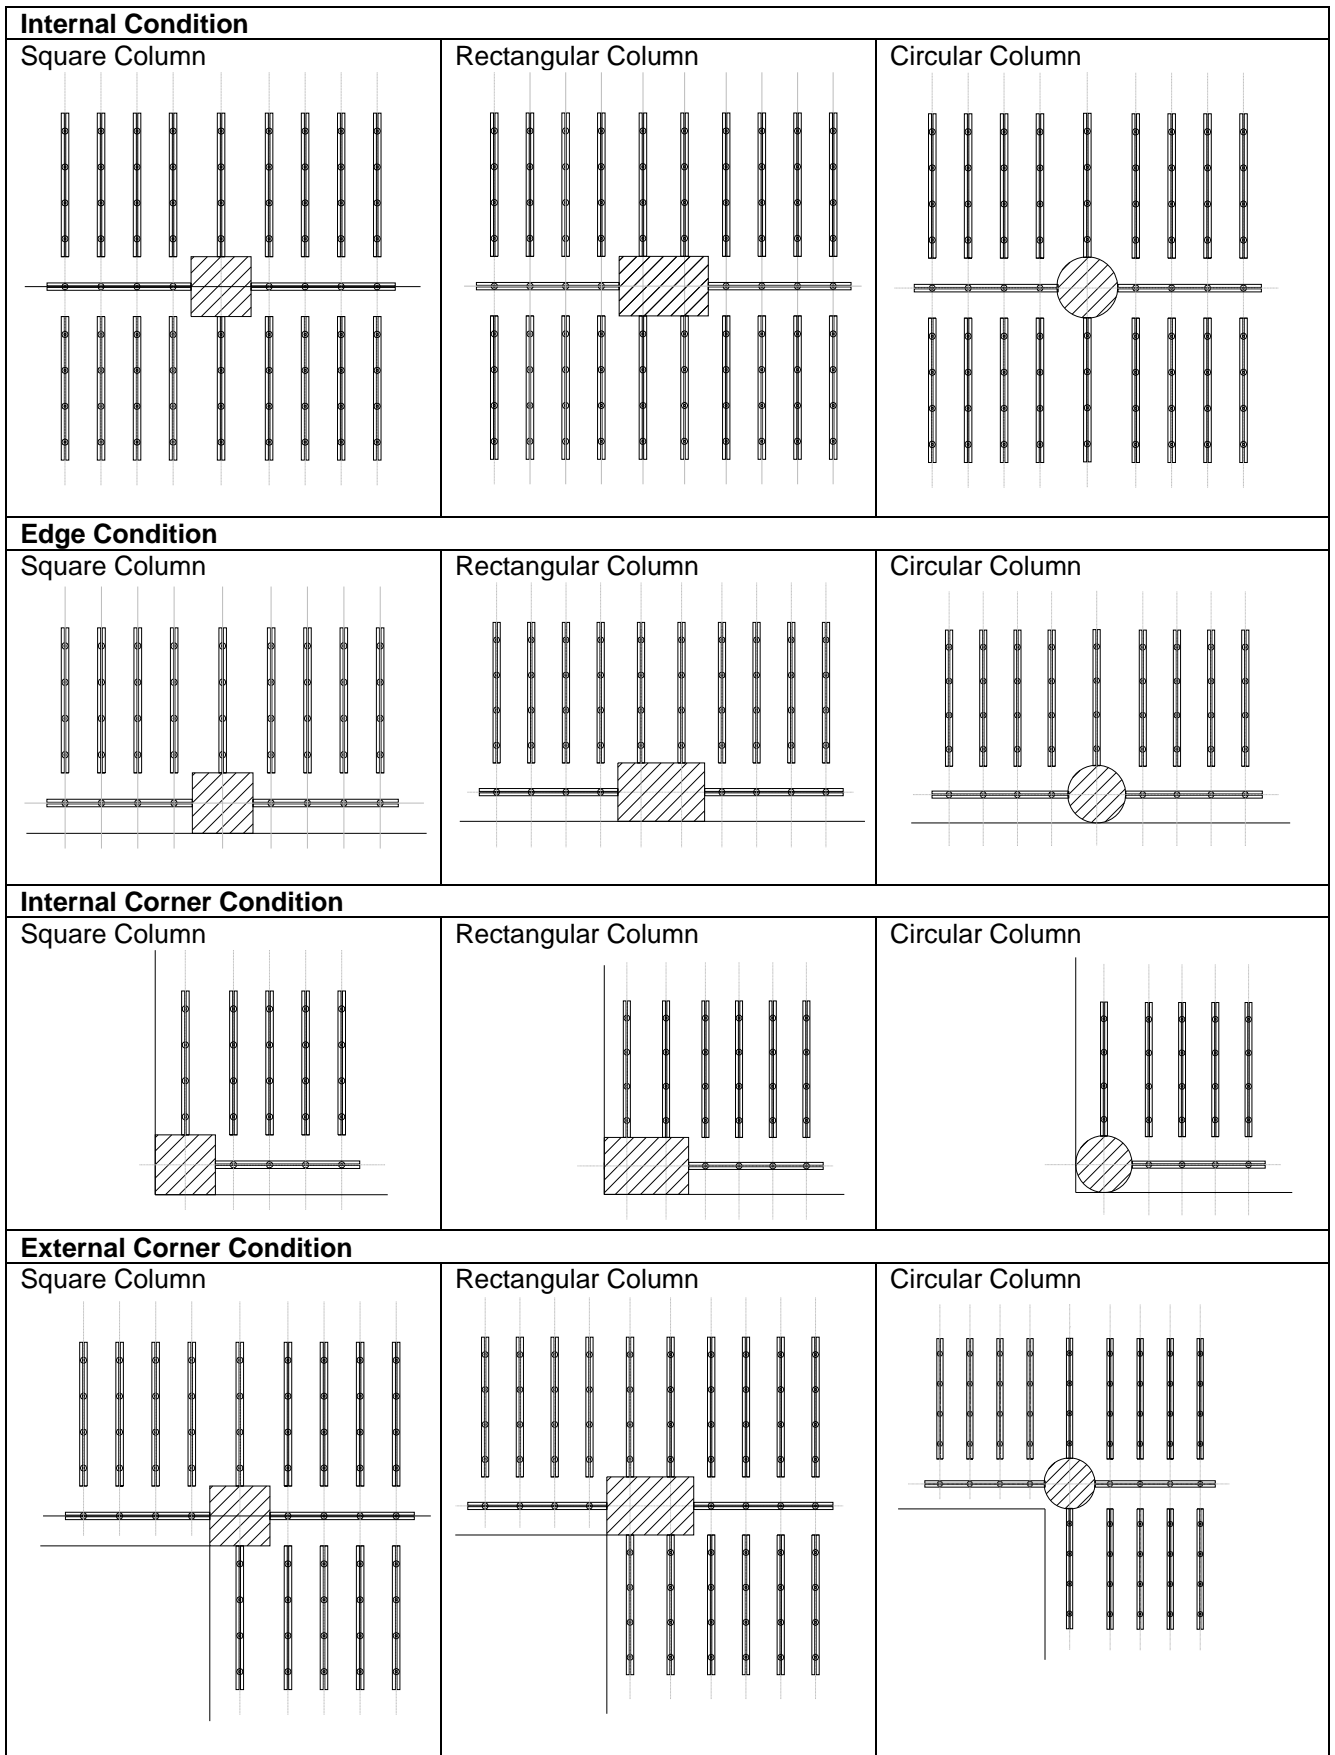 Internal Condition
Square Column
Rectangular Column
Circular Column
Edge Condition
Square Column
Rectangular Column
Circular Column
Internal Corner Condition
Square Column
Rectangular Column
Circular Column
External Corner Condition
Square Column
Rectangular Column
Circular Column